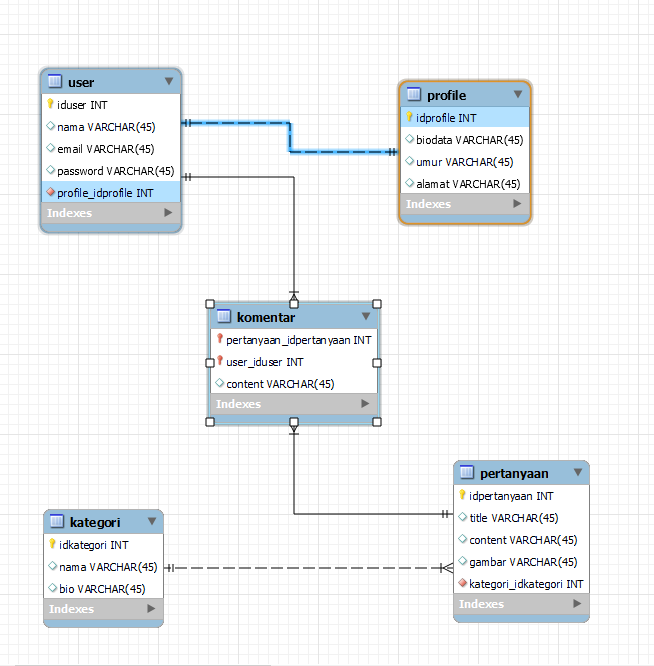 user
iduser INT
nama VARCHAR(45)
email VARCHAR(45)
password VARCHAR(45)
profile_idprofile INT
Indexes
profile
idprofile INT
biodata VARCHAR(45)
umur VARCHAR(45)
alamat VARCHAR(45)
Indexes
komentar
pertanyaan_idpertanyaan INT
user_iduser INT
content VARCHAR(45)
Indexes
kategori
idkategori INT
nama VARCHAR(45)
bio VARCHAR(45)
Indexes
pertanyaan
idpertanyaan INT
title VARCHAR(45)
content VARCHAR(45)
gambar VARCHAR(45)
kategori_idkategori INT
Indexes